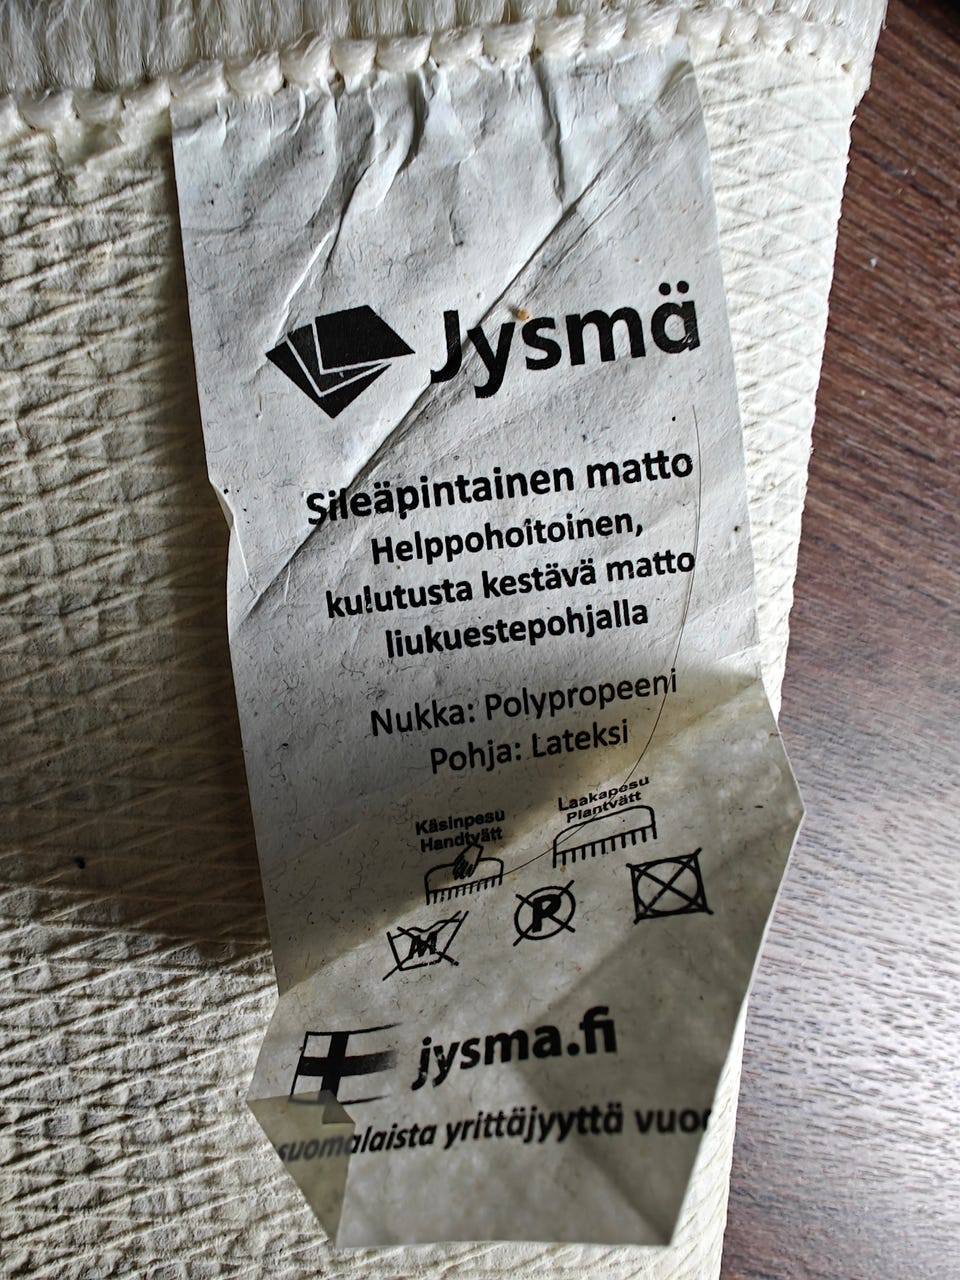 Jysmä
Sileäpintainen matto
Helppohoitoinen,
kulutusta kestävä matto
liukuestepohjalla
Nukka: Polypropeeni
Pohja: Lateksi
Käsinpesu
Handtvätt
Laakapesu
Plantvätt
M
P
jysma.fi
suomalaista yrittäjyyttä